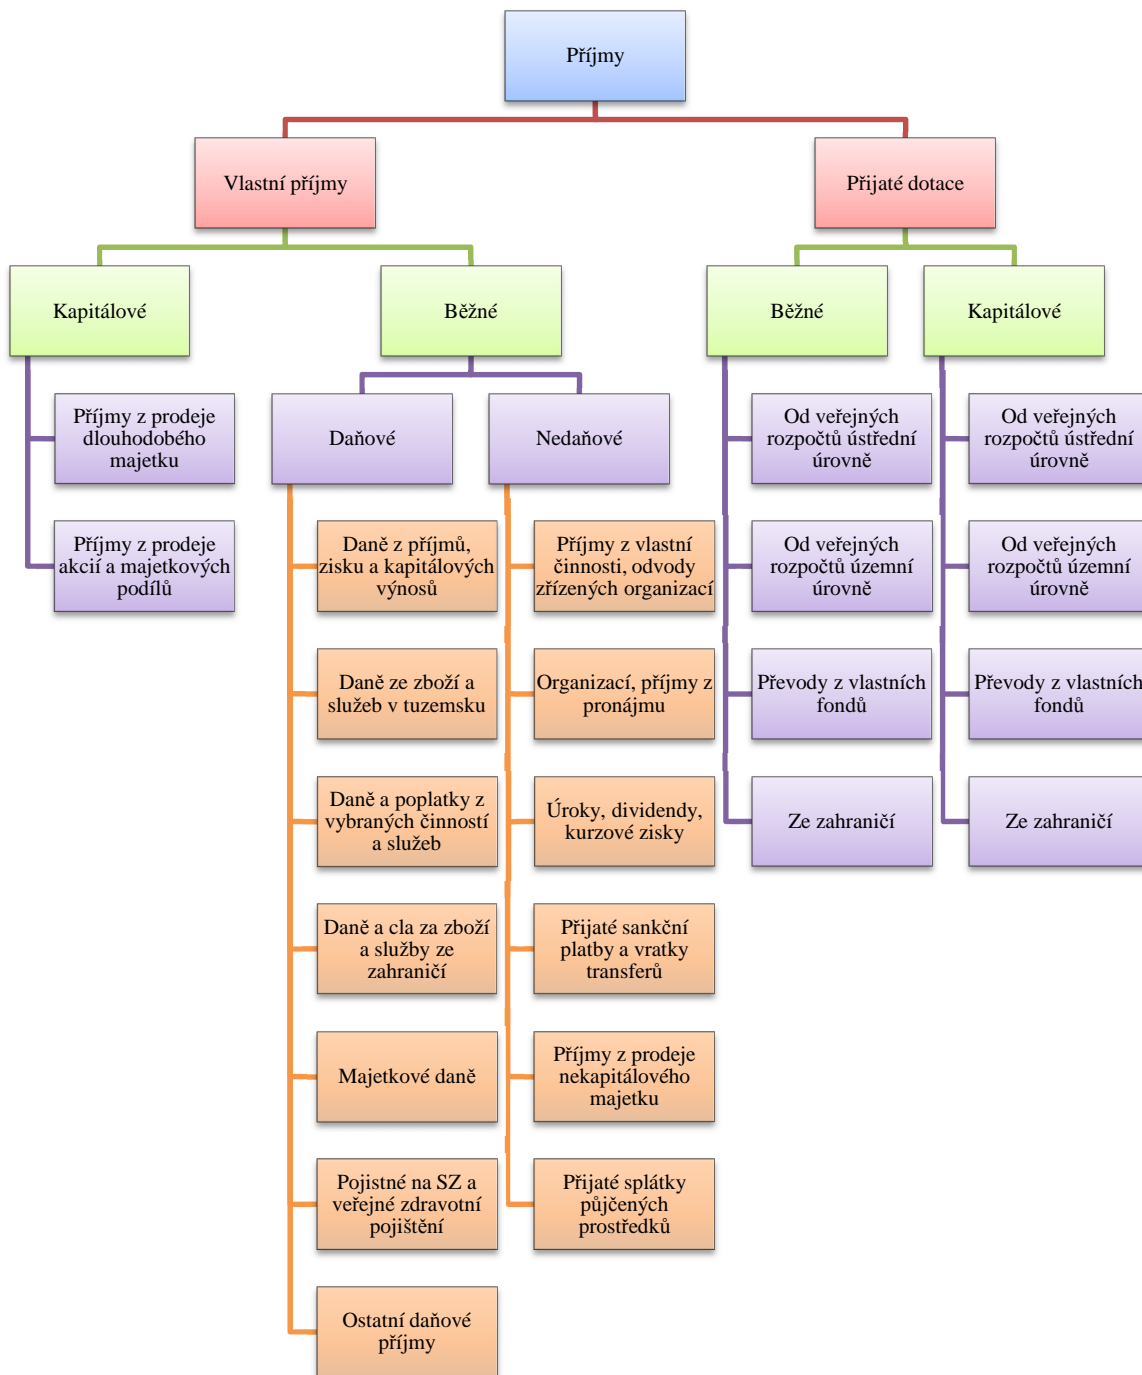 Příjmy
Vlastní příjmy
Přijaté dotace
Kapitálové
Běžné
Běžné
Kapitálové
Příjmy z prodeje
dlouhodobého
majetku
Příjmy z prodeje
akcií a majetkových
podílů
Daňové
Nedaňové
Daně z příjmů,
zisku a kapitálových
výnosů
Daně ze zboží a
služeb v tuzemsku
Daně a poplatky z
vybraných činností
a služeb
Daně a cla za zboží
a služby ze
zahraničí
Majetkové daně
Pojistné na SZ a
veřejné zdravotní
pojištění
Ostatní daňové
příjmy
Příjmy z vlastní
činnosti, odvody
zřízených organizací
Organizací, příjmy z
pronájmu
Úroky, dividendy,
kurzové zisky
Přijaté sankční
platby a vratky
transferů
Příjmy z prodeje
nekapitálového
majetku
Přijaté splátky
půjčených
prostředků
Od veřejných
rozpočtů ústřední
úrovně
Od veřejných
rozpočtů územní
úrovně
Převody z vlastních
fondů
Ze zahraničí
Od veřejných
rozpočtů ústřední
úrovně
Od veřejných
rozpočtů územní
úrovně
Převody z vlastních
fondů
Ze zahraničí